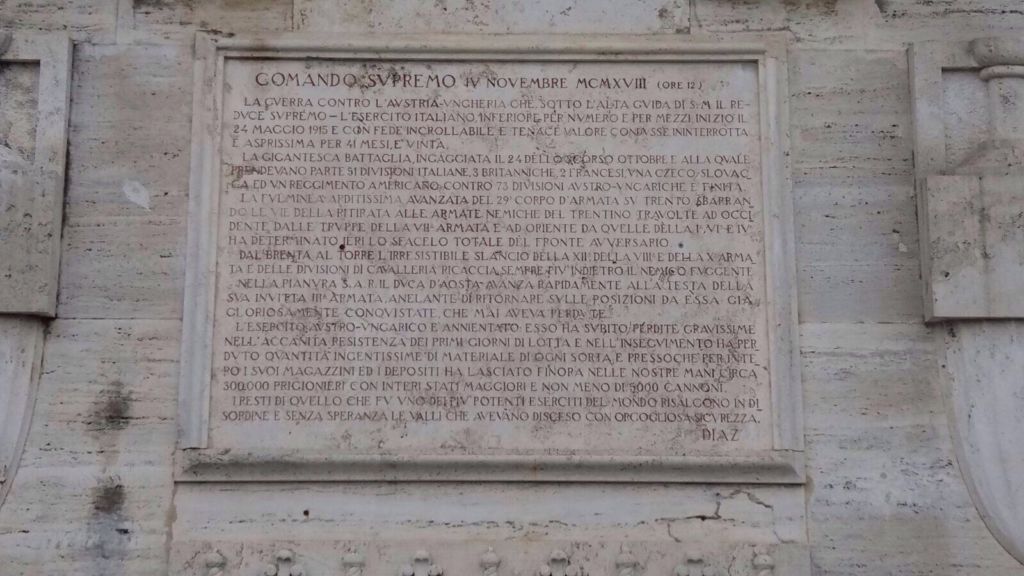 COMANDO SVPREMO IV NOVEMBRE MCMXVIII (ORE 12)
LA GVERRA CONTRO L'AVSTRIA-VNGHERIA CHE, SOTTO L'ALTA GVIDA DI S.M. IL RE-
DVCE SVPREMO - L'ESERCITO ITALIANO, INFERIORE PER NVMERO E PER MEZZI, INIZIÒ IL
24 MAGGIO 1915 E CON FEDE INCROLLABILE E TENACE VALORE CONDVSSE ININTERROTTA
E ASPRISSIMA PER 41 MESI, È VINTA.
LA GIGANTESCA BATTAGLIA, INGAGGIATA IL 24 DELLO SCORSO OTTOBRE E ALLA QVALE
PRENDEVANO PARTE 51 DIVISIONI ITALIANE, 3 BRITANNICHE, 2 FRANCESI, VNA CZECO SLOVAC
CA ED VN REGGIMENTO AMERICANO, CONTRO 73 DIVISIONI AVSTRO-VNGARICHE È FINITA.
LA FVLMINEA ARDITISSIMA AVANZATA DEL 29° CORPO D'ARMATA SV TRENTO SBARRAN
DO LE VIE DELLA RITIRATA ALLE ARMATE NEMICHE DEL TRENTINO TRAVOLTE AD OCCI
DENTE DALLE TRVPPE DELLA VII ARMATA E AD ORIENTE DA QVELLE DELLA I, VI E IV
HA DETERMINATO IERI LO SFACELO TOTALE DEL FRONTE AVVERSARIO.
DAL BRENTA AL TORRE L'IRRESISTIBILE SLANCIO DELLA XII, DELLA VIII E DELLA X ARMA
TA E DELLE DIVISIONI DI CAVALLERIA RICACCIA SEMPRE PIV' INDIETRO IL NEMICO FVGGENTE
NELLA PIANVRA S.A.R. IL DVCA D'AOSTA AVANZA RAPIDAMENTE ALLA TESTA DELLA
SVA INVITTA III ARMATA, ANELANTE DI RITORNARE SVLLE POSIZIONI DA ESSA GIÀ
GLORIOSAMENTE CONQVISTATE, CHE MAI AVEVA PERDVTE.
L'ESERCITO AVSTRO-VNGARICO È ANNIENTATO: ESSO HA SVBITO PERDITE GRAVISSIME
NELL'ACCANITA RESISTENZA DEI PRIMI GIORNI DI LOTTA E NELL'INSEGVIMENTO HA PER
DVTO QVANTITÀ INGENTISSIME DI MATERIALE DI OGNI SORTA E PRESSOCHÈ PER INTE
RO I SVOI MAGAZZINI ED I DEPOSITI HA LASCIATO FINORA NELLE NOSTRE MANI CIRCA
300.000 PRIGIONIERI CON INTERI STATI MAGGIORI E NON MENO DI 5000 CANNONI.
I RESTI DI QVELLO CHE FV VNO DEI PIV POTENTI ESERCITI DEL MONDO RISALGONO IN DI
SORDINE E SENZA SPERANZA LE VALLI CHE AVEVANO DISCESO CON ORGOGLIOSA SICVREZZA.
DIAZ